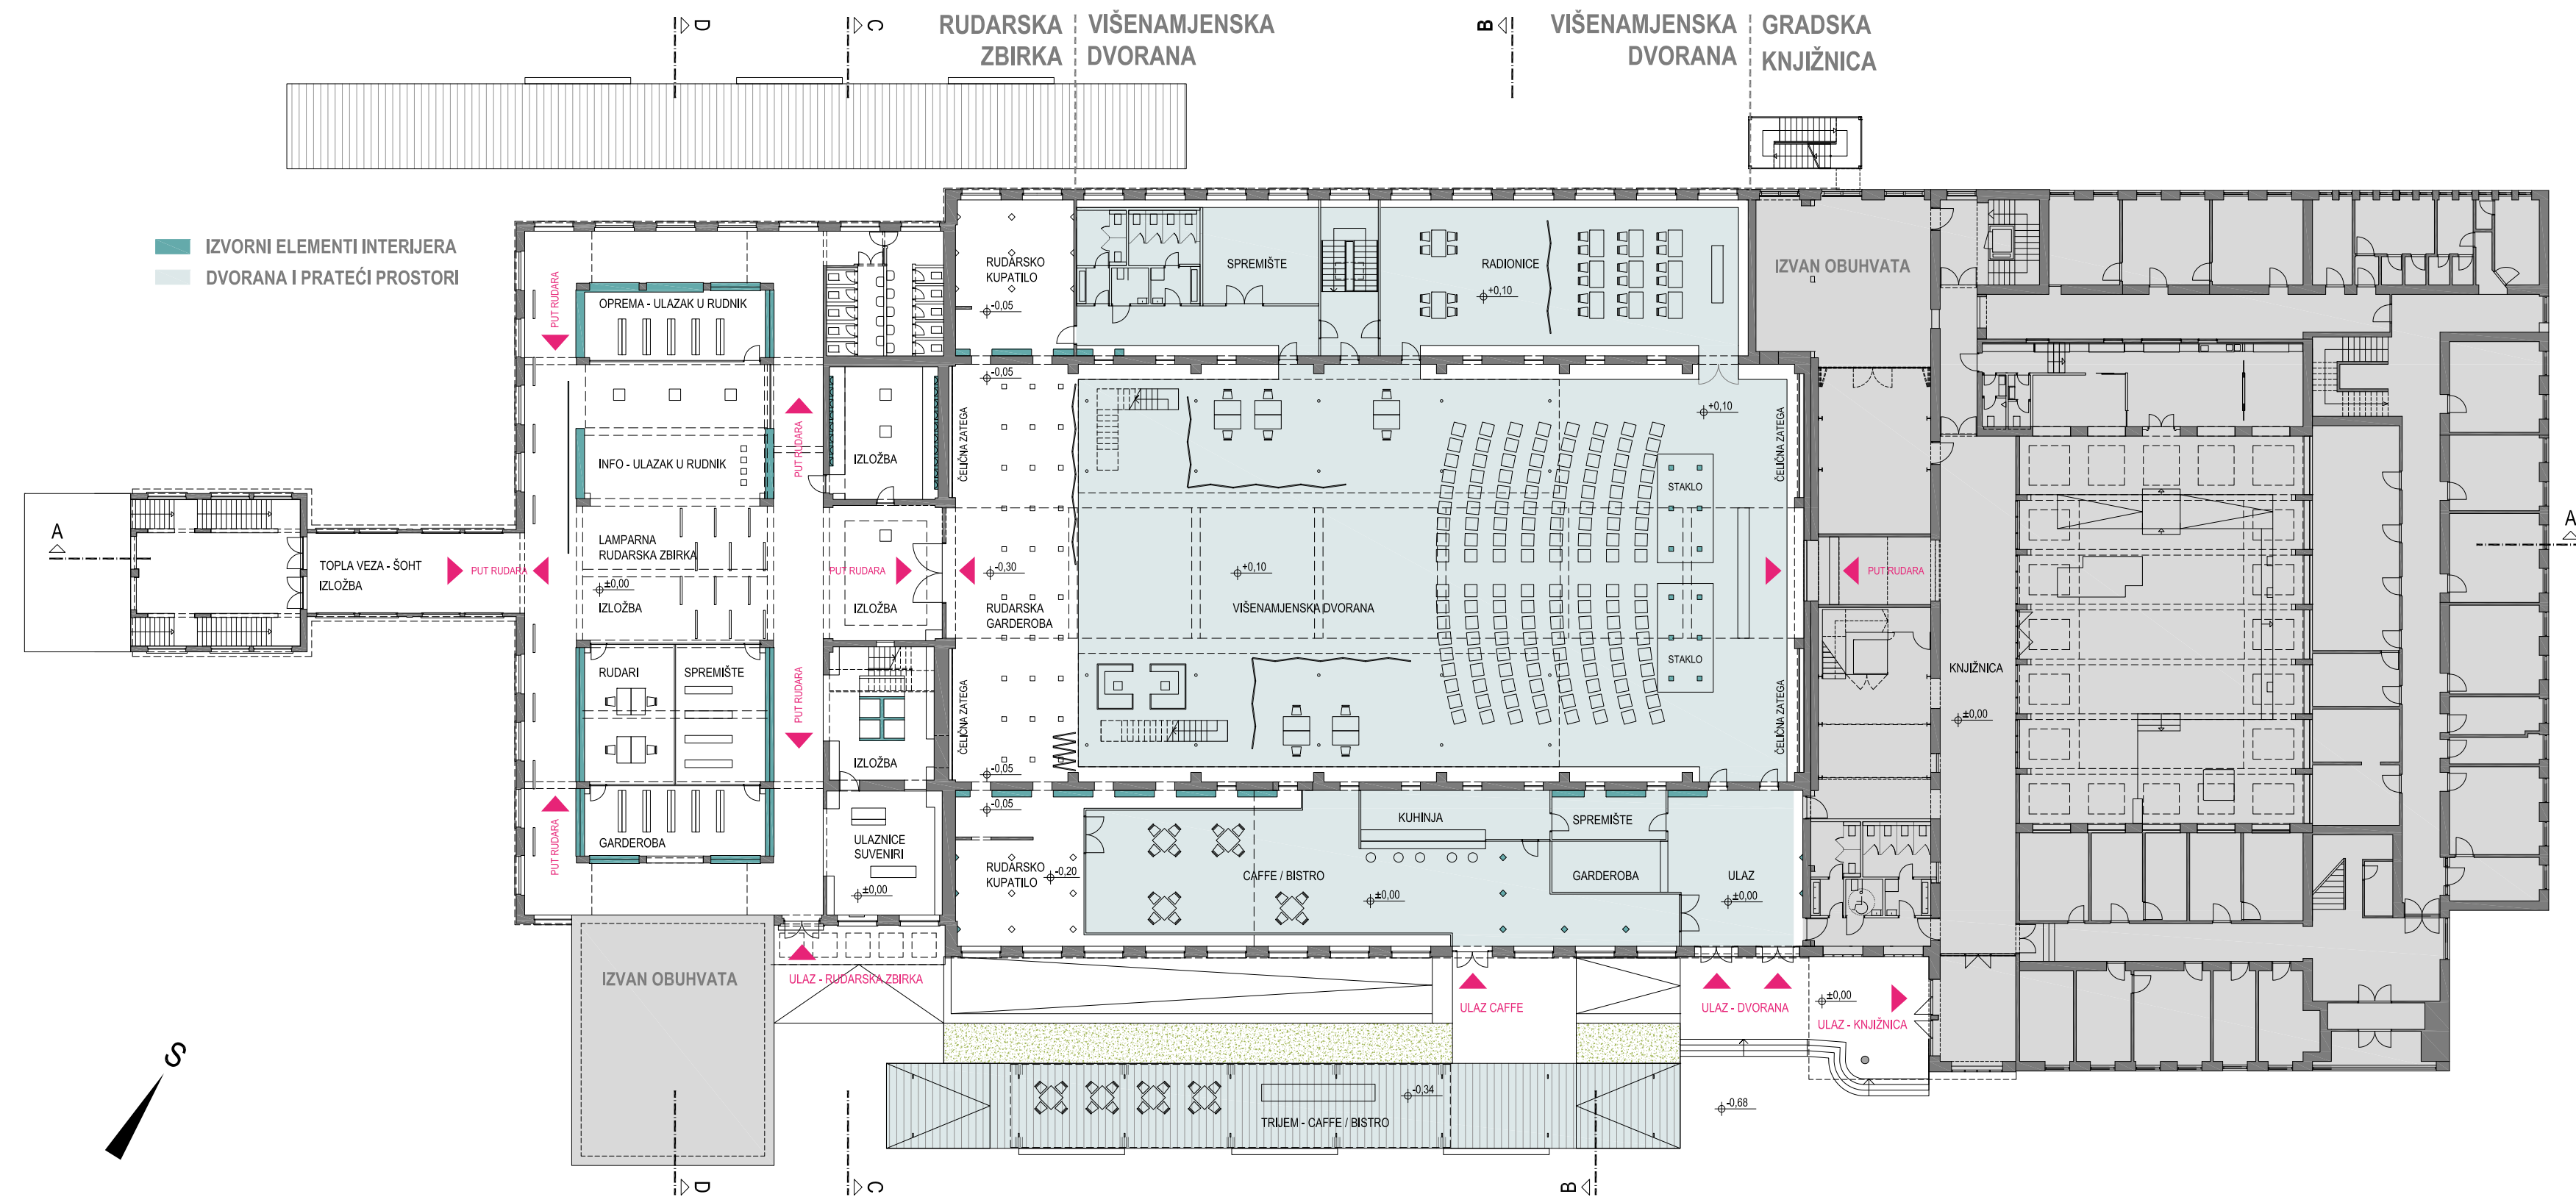 D
C
RUDARSKA
ZBIRKA
VIŠENAMJENSKA
DVORANA
B
VIŠENAMJENSKA
DVORANA
GRADSKA
KNJIŽNICA
IZVORNI ELEMENTI INTERIJERA
DVORANA I PRATEĆI PROSTORI
PUT RUDARA
OPREMA - ULAZAK U RUDNIK
RUDARSKO
KUPATILO
-0,05
SPREMIŠTE
RADIONICE
+0,10
IZVAN OBUHVATA
-0,05
ČELIČNA ZATEGA
+0,10
ČELIČNA ZATEGA
PUT RUDARA
INFO - ULAZAK U RUDNIK
IZLOŽBA
STAKLO
A
A
TOPLA VEZA - ŠOHT
IZLOŽBA
PUT RUDARA
LAMPARNA
RUDARSKA ZBIRKA
±0,00
IZLOŽBA
PUT RUDARA
IZLOŽBA
-0,30
RUDARSKA
GARDEROBA
+0,10
VIŠENAMJENSKA DVORANA
PUT RUDARA
STAKLO
KNJIŽNICA
±0,00
RUDARI
SPREMIŠTE
PUT RUDARA
IZLOŽBA
ČELIČNA ZATEGA
ČELIČNA ZATEGA
-0,05
-0,05
PUT RUDARA
GARDEROBA
ULAZNICE
SUVENIRI
±0,00
RUDARSKO
KUPATILO
-0,20
CAFFE / BISTRO
KUHINJA
±0,00
SPREMIŠTE
GARDEROBA
ULAZ
±0,00
IZVAN OBUHVATA
ULAZ - RUDARSKA ZBIRKA
ULAZ CAFFE
ULAZ - DVORANA
±0,00
ULAZ - KNJIŽNICA
S
-0,34
TRIJEM - CAFFE / BISTRO
-0,68
D
C
B